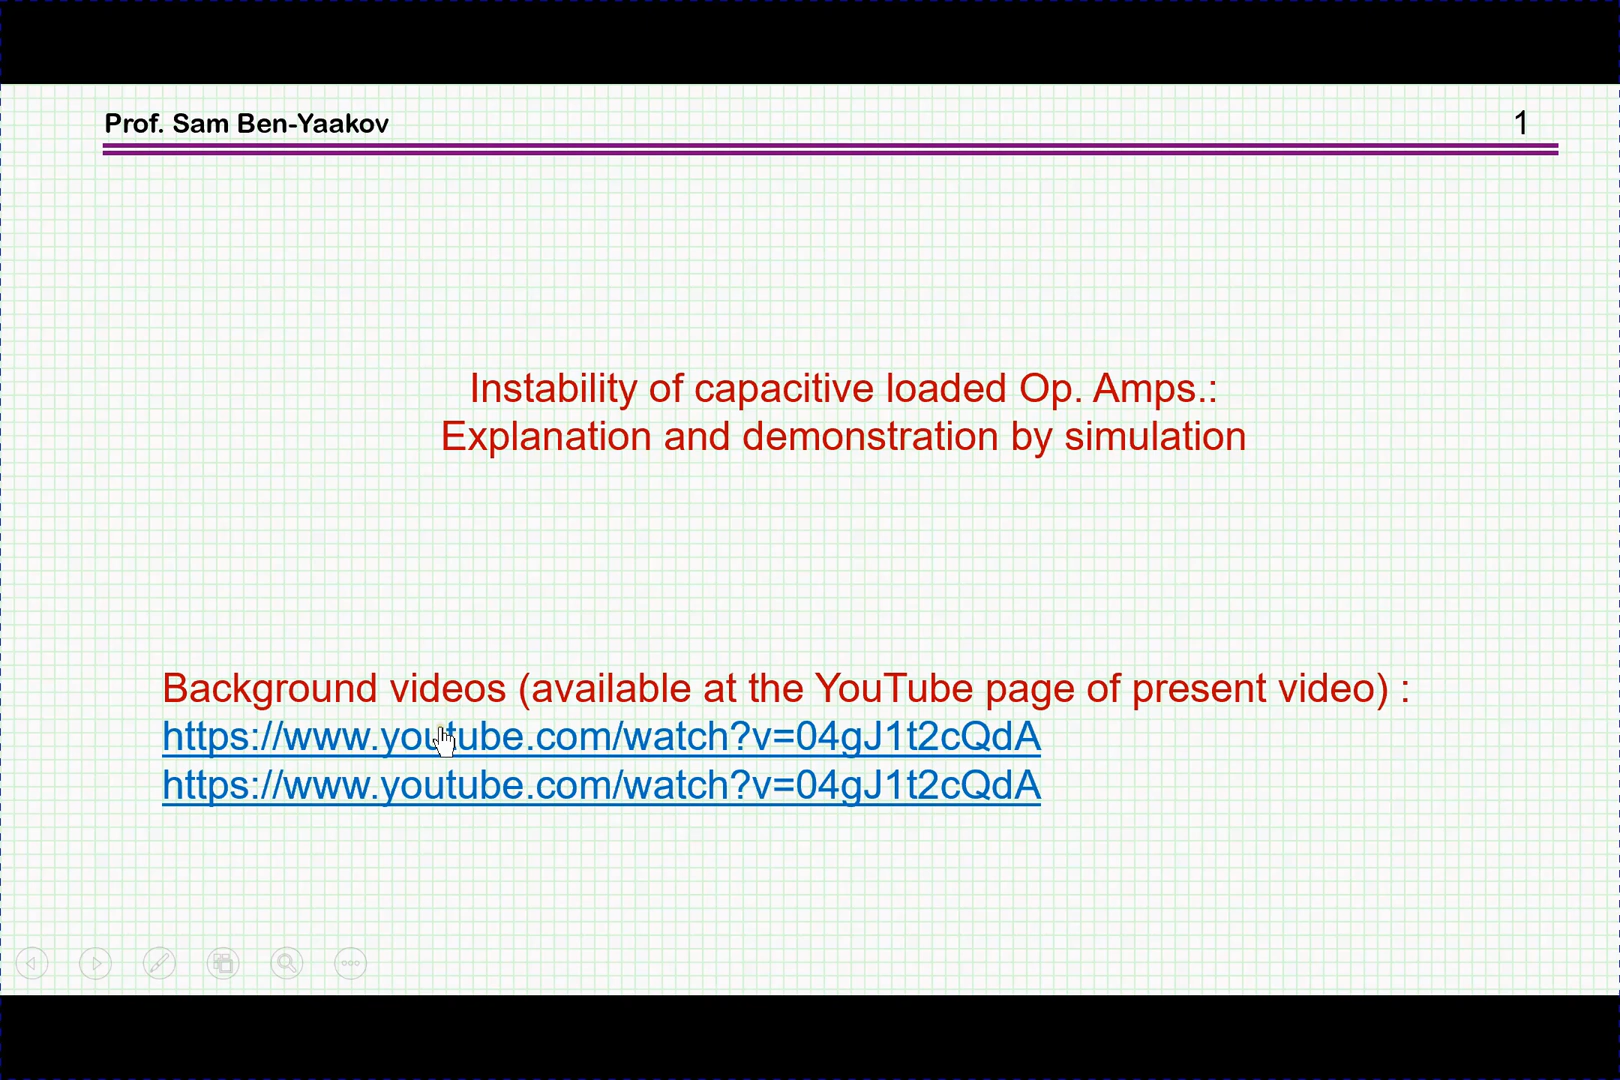 Prof. Sam Ben-Yaakov
1
Instability of capacitive loaded Op. Amps.:
Explanation and demonstration by simulation
Background videos (available at the YouTube page of present video) :
https://www.youtube.com/watch?v=04gJ1t2cQdA
https://www.youtube.com/watch?v=04gJ1t2cQdA